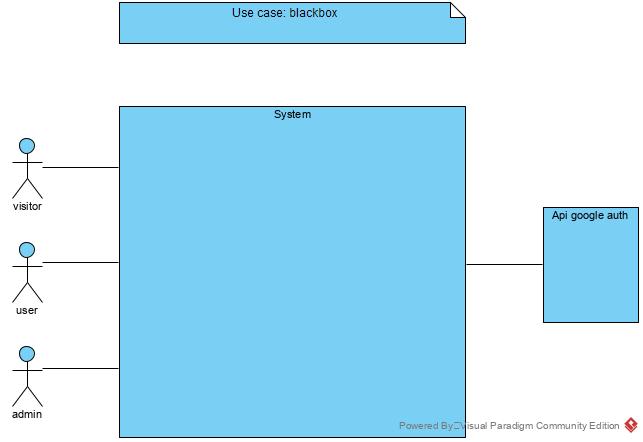 Use case: blackbox
System
visitor
Api google auth
user
admin
Powered By Visual Paradigm Community Edition